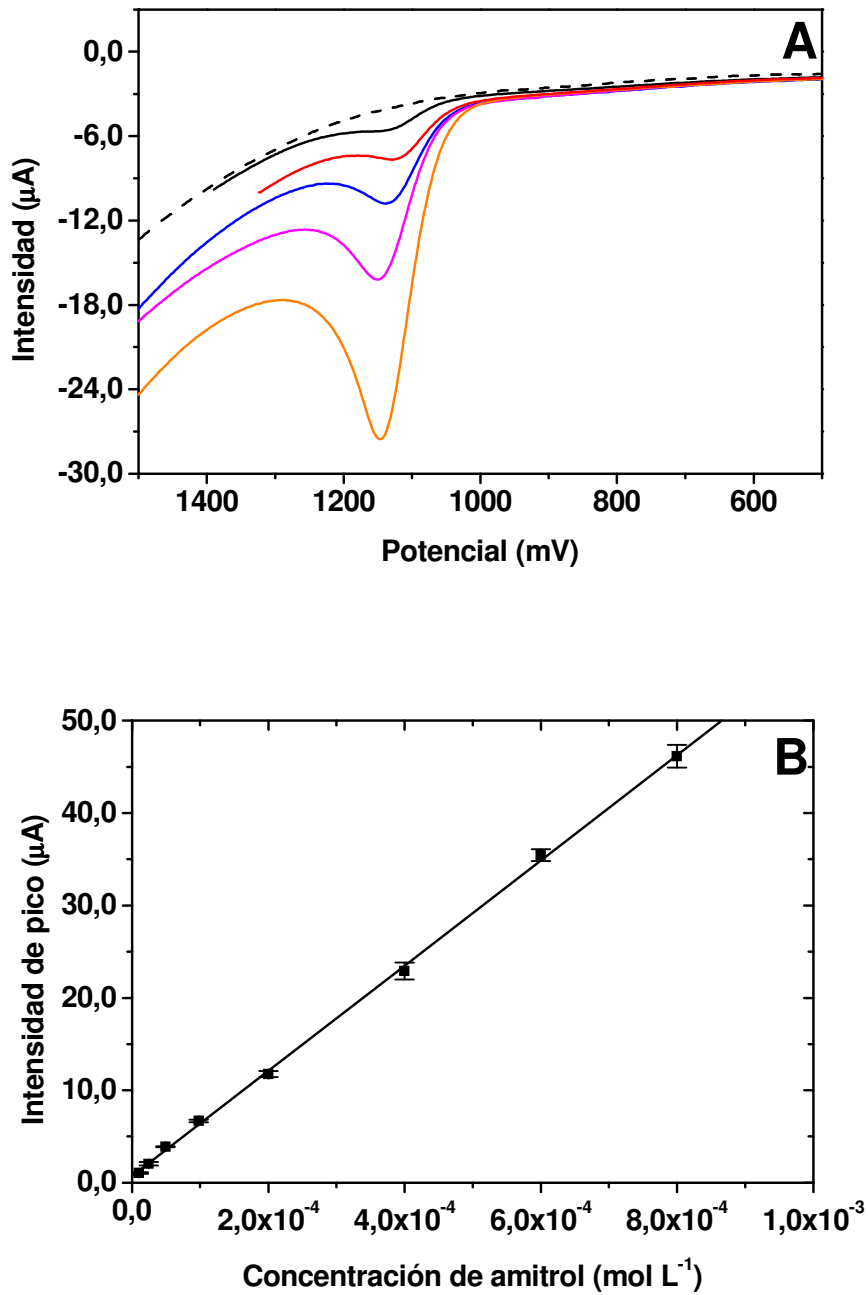 A
0,0
-6,0
-12,0
-18,0
-24,0
-30,0
Intensidad (µA)
1400 1200 1000 800 600
Potencial (mV)
B
50,0
40,0
30,0
20,0
10,0
0,0
Intensidad de pico (µA)
0,0 2,0x10⁻⁴ 4,0x10⁻⁴ 6,0x10⁻⁴ 8,0x10⁻⁴ 1,0x10⁻³
Concentración de amitrol (mol L⁻¹)